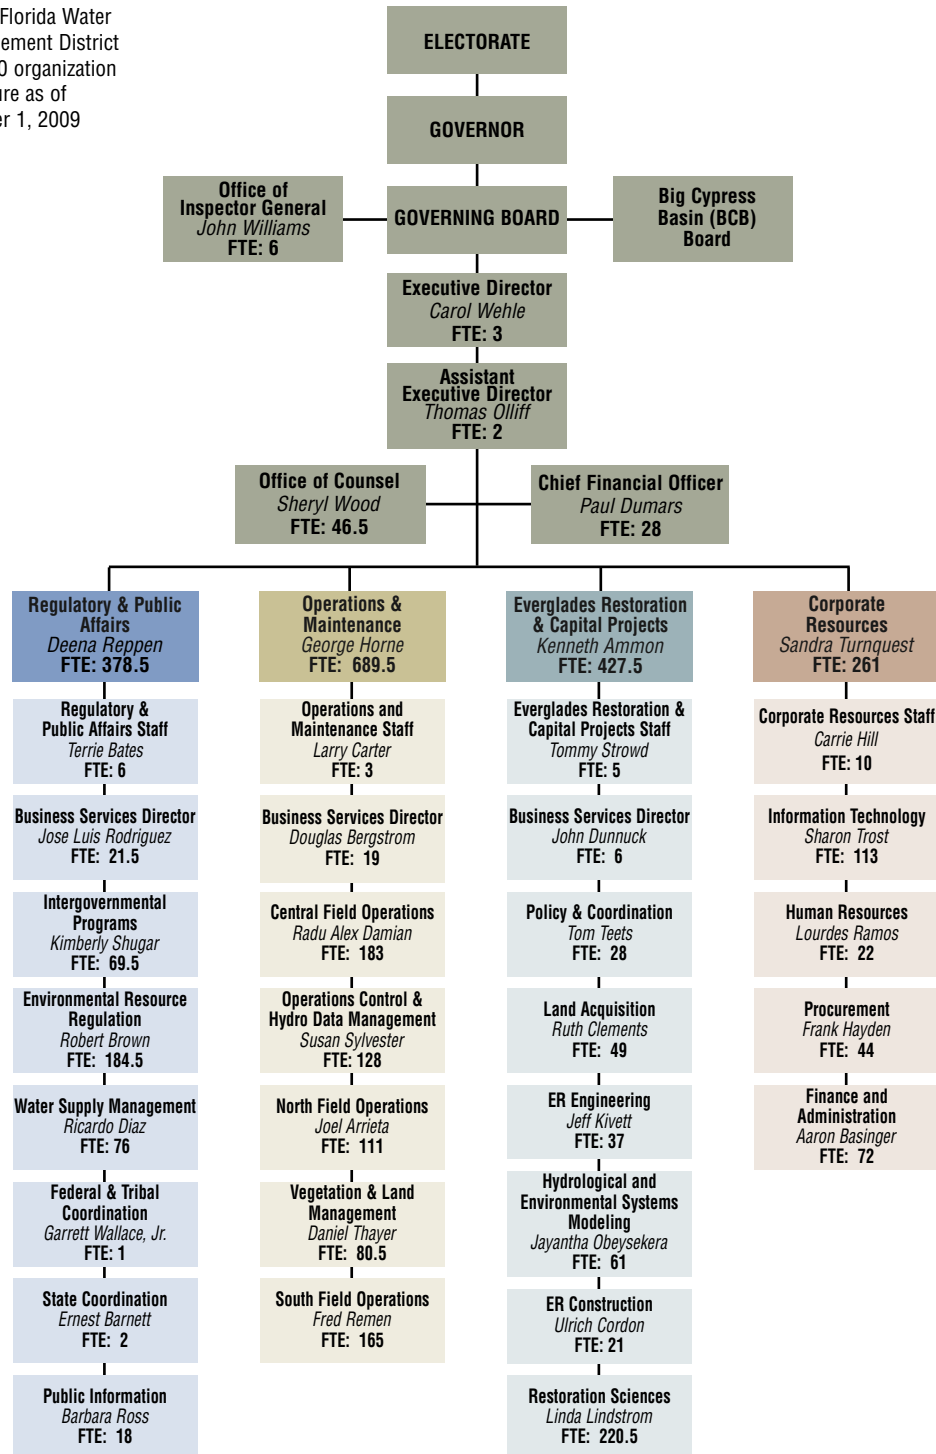 Florida Water
ement District
0 organization
ure as of
er 1, 2009
ELECTORATE
GOVERNOR
Office of
Inspector General
John Williams
FTE: 6
GOVERNING BOARD
Big Cypress
Basin (BCB)
Board
Executive Director
Carol Wehle
FTE: 3
Assistant
Executive Director
Thomas Olliff
FTE: 2
Office of Counsel
Sheryl Wood
FTE: 46.5
Chief Financial Officer
Paul Dumars
FTE: 28
Regulatory & Public
Affairs
Deena Reppen
FTE: 378.5
Regulatory &
Public Affairs Staff
Terrie Bates
FTE: 6
Business Services Director
Jose Luis Rodriguez
FTE: 21.5
Intergovernmental
Programs
Kimberly Shugar
FTE: 69.5
Environmental Resource
Regulation
Robert Brown
FTE: 184.5
Water Supply Management
Ricardo Diaz
FTE: 76
Federal & Tribal
Coordination
Garrett Wallace, Jr.
FTE: 1
State Coordination
Ernest Barnett
FTE: 2
Public Information
Barbara Ross
FTE: 18
Operations &
Maintenance
George Horne
FTE: 689.5
Operations and
Maintenance Staff
Larry Carter
FTE: 3
Business Services Director
Douglas Bergstrom
FTE: 19
Central Field Operations
Radu Alex Damian
FTE: 183
Operations Control &
Hydro Data Management
Susan Sylvester
FTE: 128
North Field Operations
Joel Arrieta
FTE: 111
Vegetation & Land
Management
Daniel Thayer
FTE: 80.5
South Field Operations
Fred Remen
FTE: 165
Everglades Restoration
& Capital Projects
Kenneth Ammon
FTE: 427.5
Everglades Restoration &
Capital Projects Staff
Tommy Strowd
FTE: 5
Business Services Director
John Dunnuck
FTE: 6
Policy & Coordination
Tom Teets
FTE: 28
Land Acquisition
Ruth Clements
FTE: 49
ER Engineering
Jeff Kivett
FTE: 37
Hydrological and
Environmental Systems
Modeling
Jayantha Obeysekera
FTE: 61
ER Construction
Ulrich Cordon
FTE: 21
Restoration Sciences
Linda Lindstrom
FTE: 220.5
Corporate
Resources
Sandra Turnquest
FTE: 261
Corporate Resources Staff
Carrie Hill
FTE: 10
Information Technology
Sharon Trost
FTE: 113
Human Resources
Lourdes Ramos
FTE: 22
Procurement
Frank Hayden
FTE: 44
Finance and
Administration
Aaron Basinger
FTE: 72